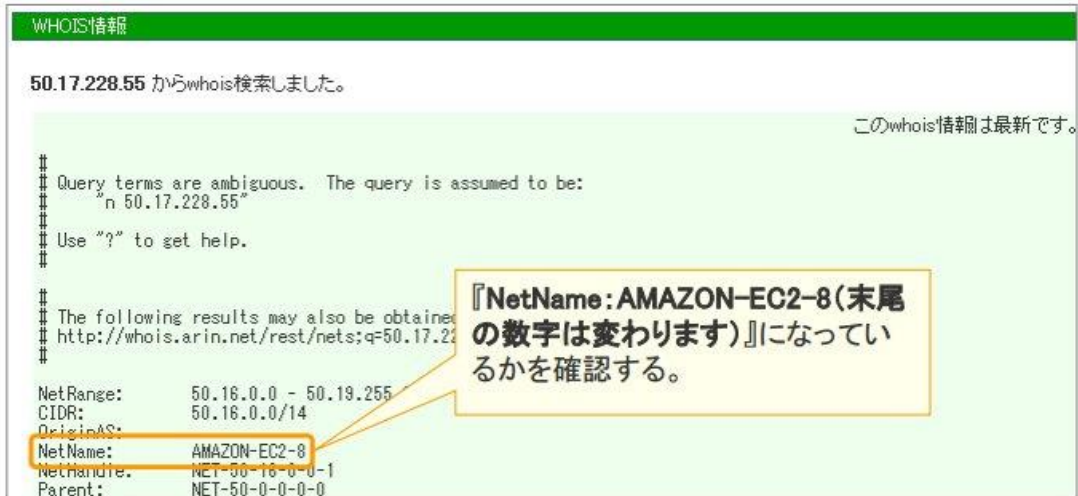 WHOIS情報
50.17.228.55 からwhois検索しました。
このwhois情報は最新です。
#
# Query terms are ambiguous.  The query is assumed to be:
#     "n 50.17.228.55"
#
# Use "?" to get help.
#
#
# The following results may also be obtained
# http://whois.arin.net/rest/nets;q=50.17.22
#
『NetName:AMAZON-EC2-8(末尾
の数字は変わります)』になってい
るかを確認する。
NetRange: 50.16.0.0 - 50.19.255
CIDR: 50.16.0.0/14
OriginAS:
NetName: AMAZON-EC2-8
NetHandle: NET-50-16-0-0-1
Parent: NET-50-0-0-0-0